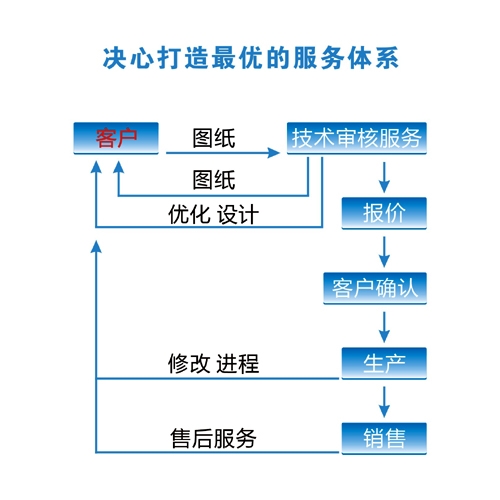 决心打造最优的服务体系
客户
图纸
技术审核服务
图纸
优化 设计
报价
客户确认
修改 进程
生产
售后服务
销售